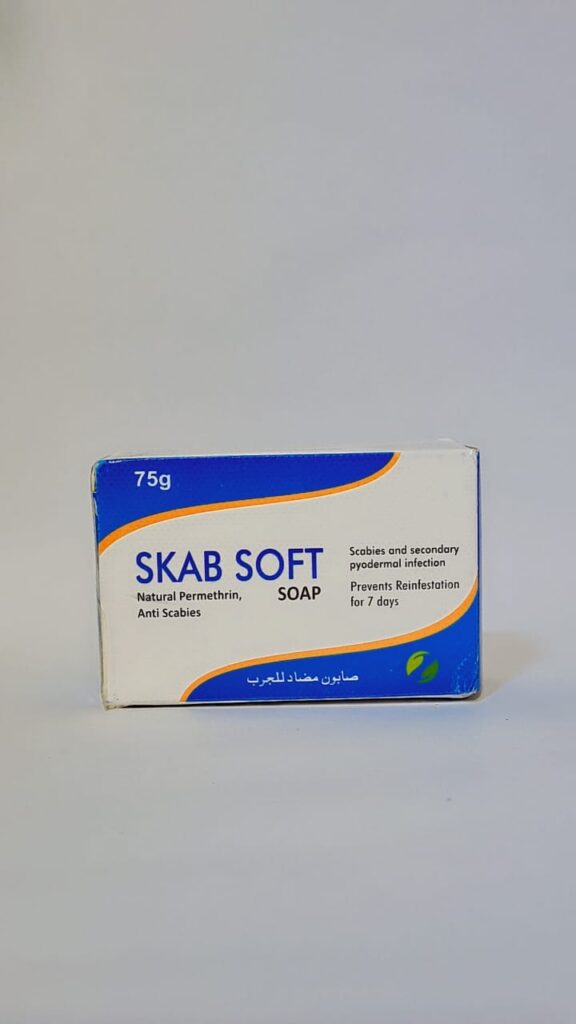 75g
SKAB SOFT
SOAP
Natural Permethrin,
Anti Scabies
Scabies and secondary
pyodermal infection
Prevents Reinfestation
for 7 days
صابون مضاد للجرب